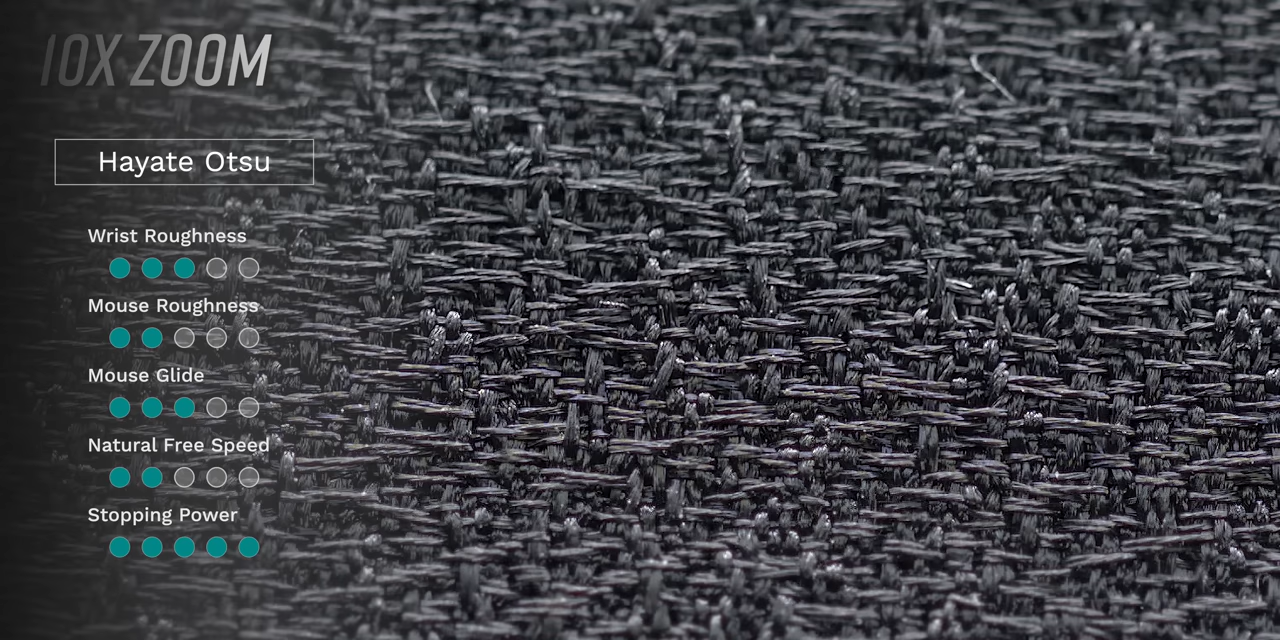 10X ZOOM
Hayate Otsu
Wrist Roughness
Mouse Roughness
Mouse Glide
Natural Free Speed
Stopping Power